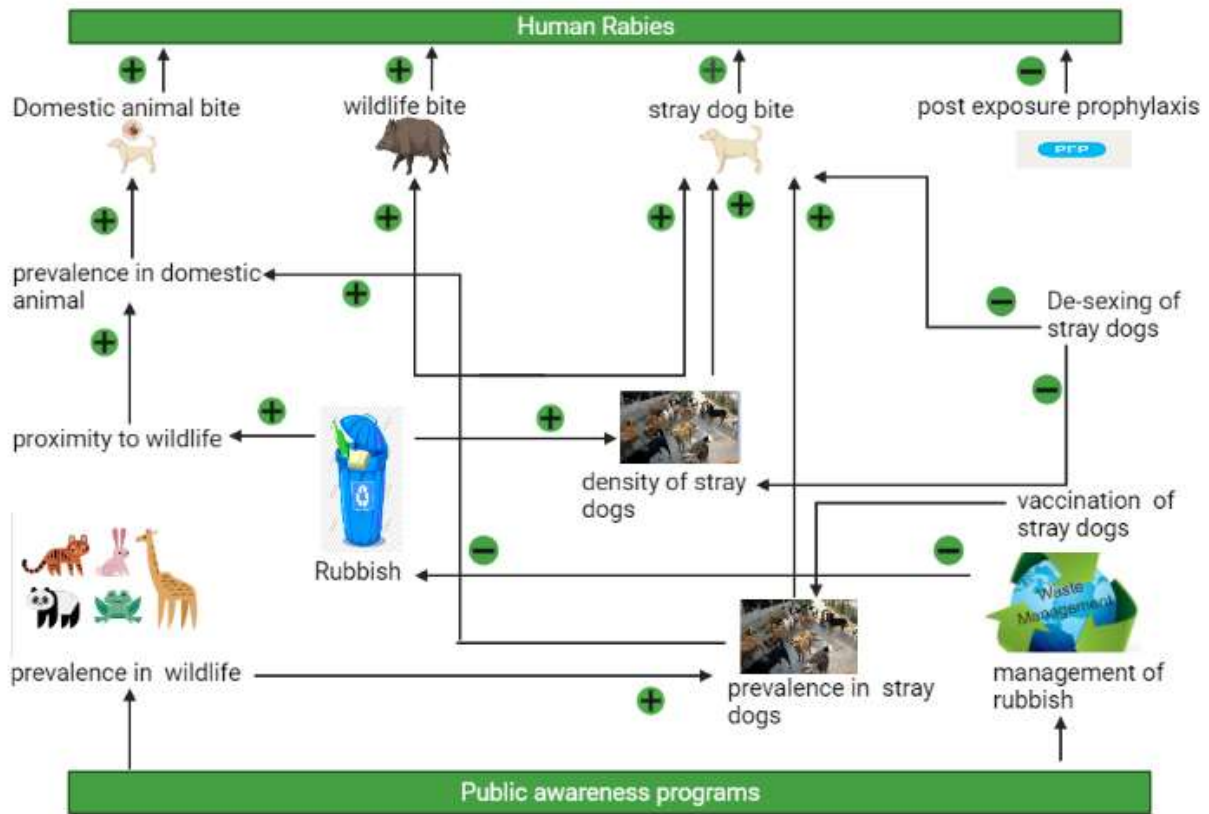 Human Rabies
Domestic animal bite
wildlife bite
stray dog bite
post exposure prophylaxis
PEP
prevalence in domestic
animal
De-sexing of
stray dogs
proximity to wildlife
density of stray
dogs
vaccination of
stray dogs
Rubbish
Waste
Management
prevalence in wildlife
prevalence in stray
dogs
management of
rubbish
Public awareness programs